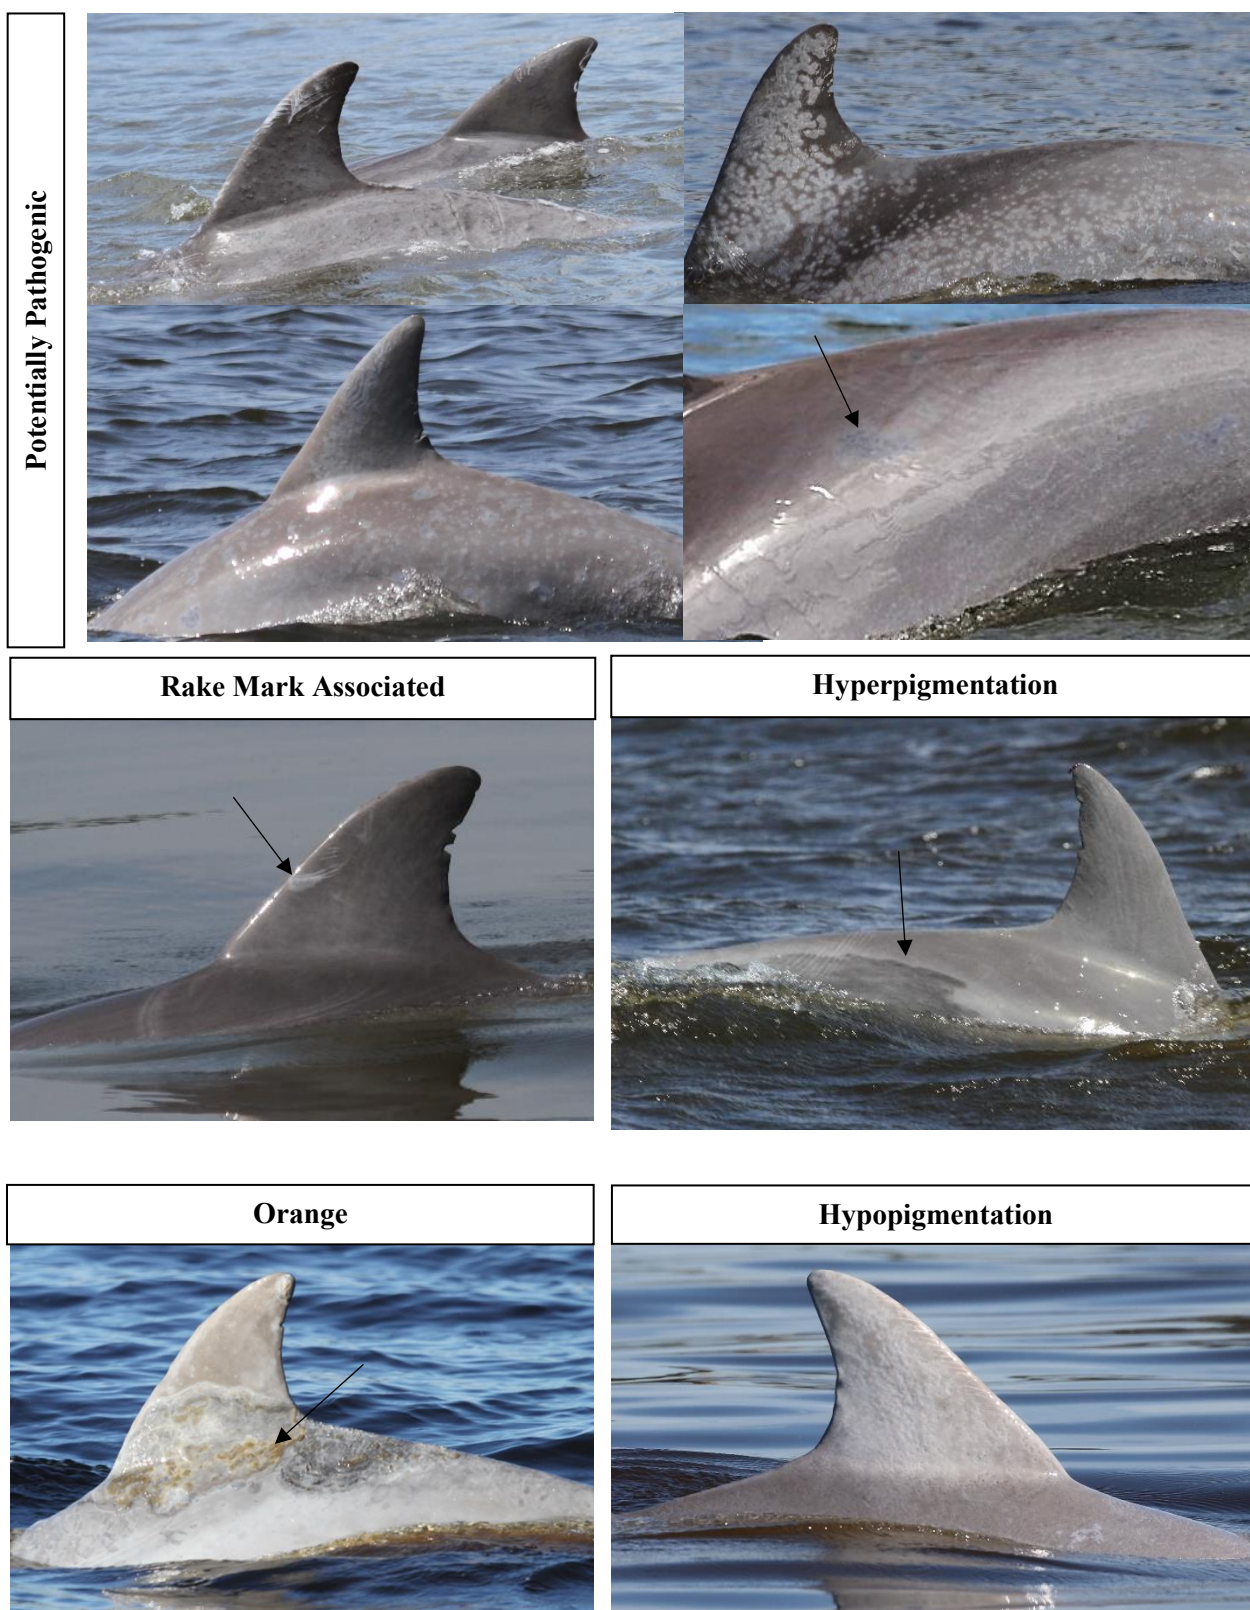 Potentially Pathogenic
Rake Mark Associated
Hyperpigmentation
Orange
Hypopigmentation